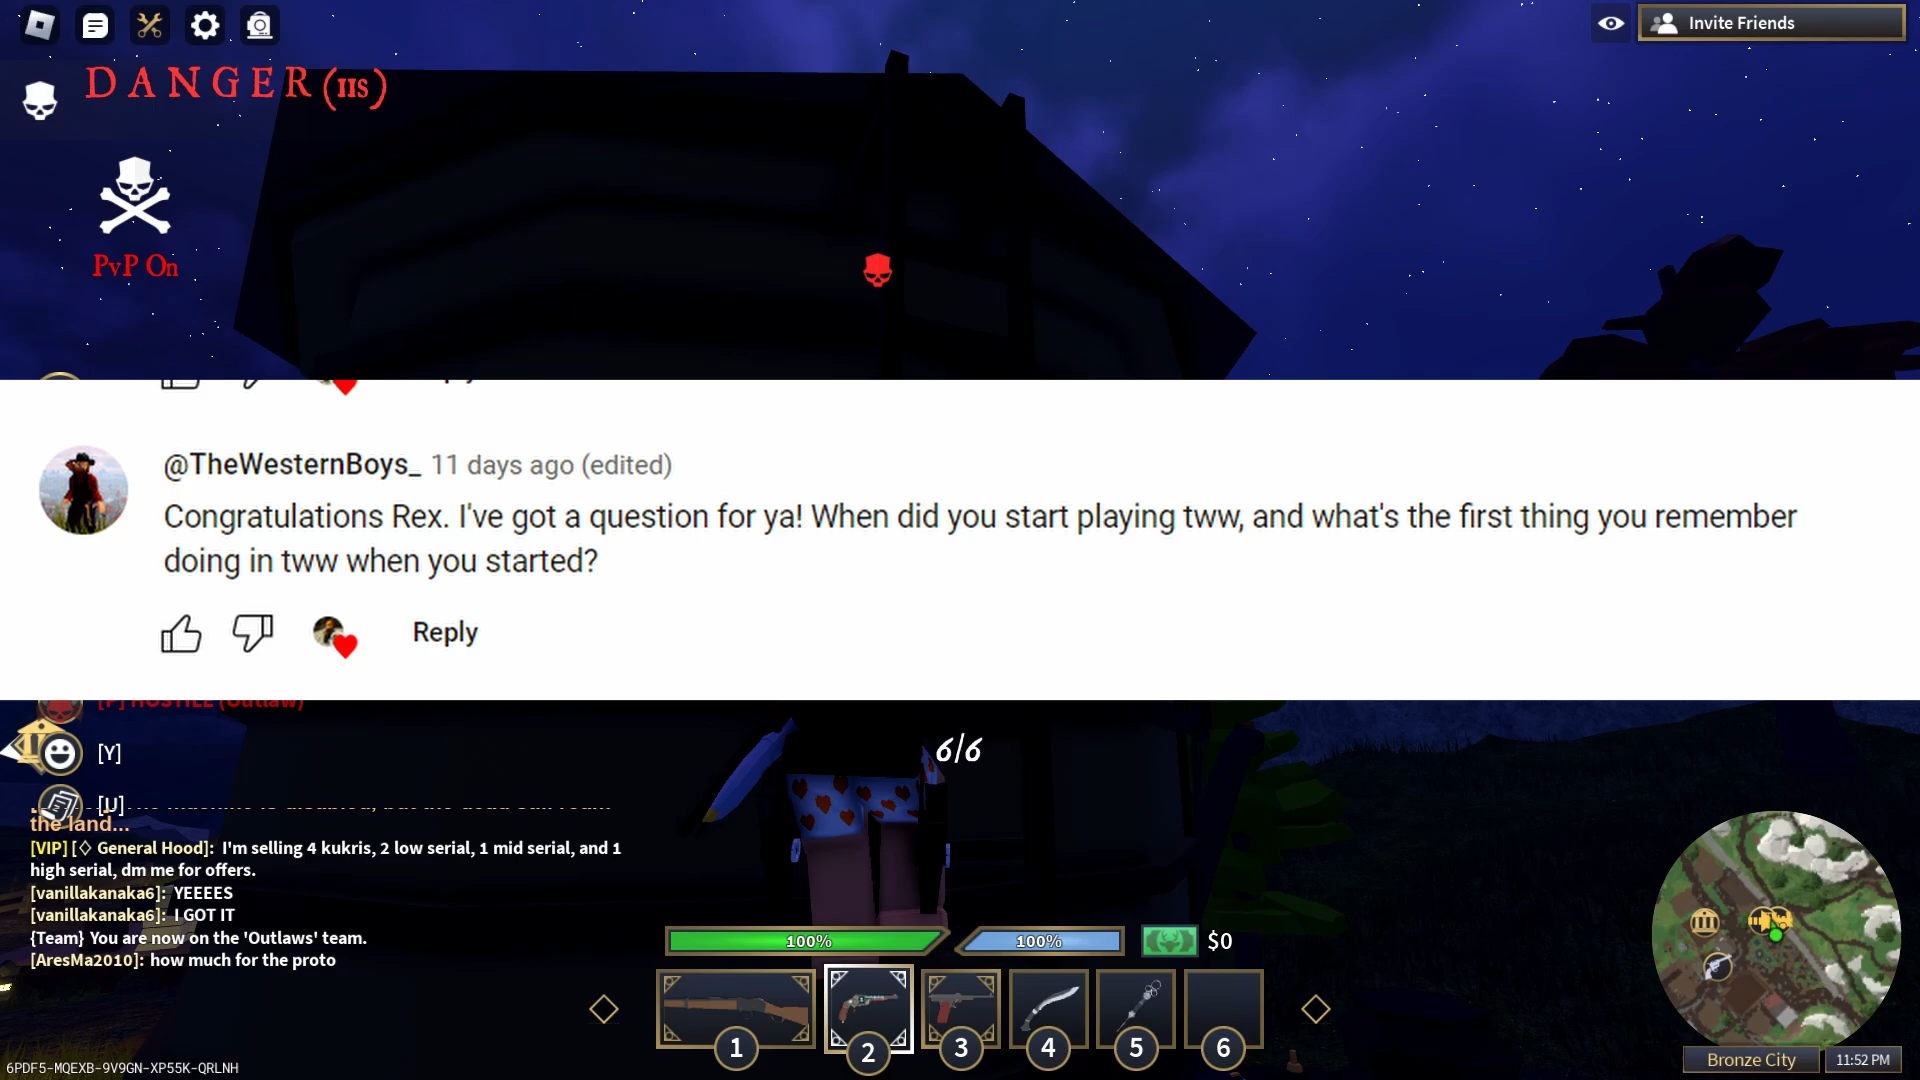 Invite Friends
DANGER (11s)
PvP On
@TheWesternBoys_ 11 days ago (edited)
Congratulations Rex. I've got a question for ya! When did you start playing tww, and what's the first thing you remember
doing in tww when you started?
Reply
[P] HOSTILE (Outlaw)
6/6
[Y]
[U]
the land...
[VIP] [♢ General Hood]: I'm selling 4 kukris, 2 low serial, 1 mid serial, and 1
high serial, dm me for offers.
[vanillakanaka6]: YEEEES
[vanillakanaka6]: I GOT IT
{Team} You are now on the 'Outlaws' team.
[AresMa2010]: how much for the proto
100%
100%
$0
1
2
3
4
5
6
Bronze City
11:52 PM
6PDF5-MQEXB-9V9GN-XP55K-QRLNH